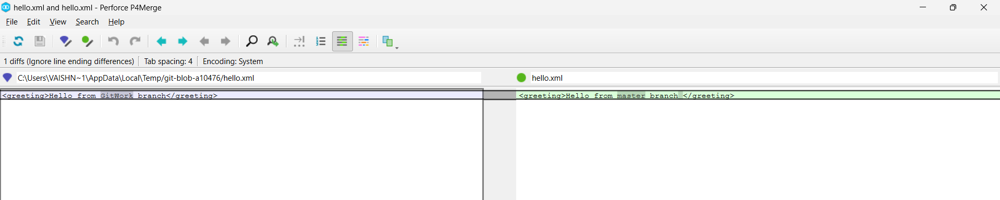 hello.xml and hello.xml - Perforce P4Merge
File Edit View Search Help
1 diffs (Ignore line ending differences) Tab spacing: 4 Encoding: System
C:\Users\VAISHN~1\AppData\Local\Temp/git-blob-a10476/hello.xml hello.xml
<greeting>Hello from GitWork branch</greeting> <greeting>Hello from master branch </greeting>